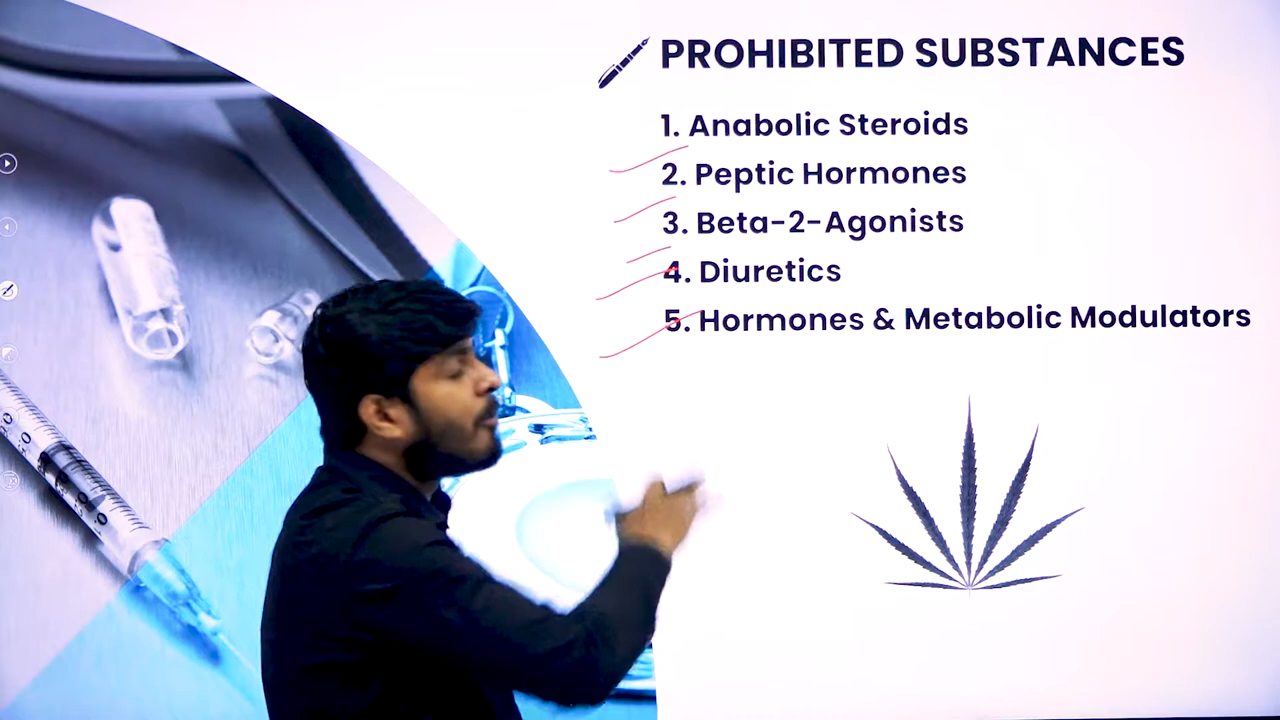 PROHIBITED SUBSTANCES
1. Anabolic Steroids
2. Peptic Hormones
3. Beta-2-Agonists
4. Diuretics
5. Hormones & Metabolic Modulators